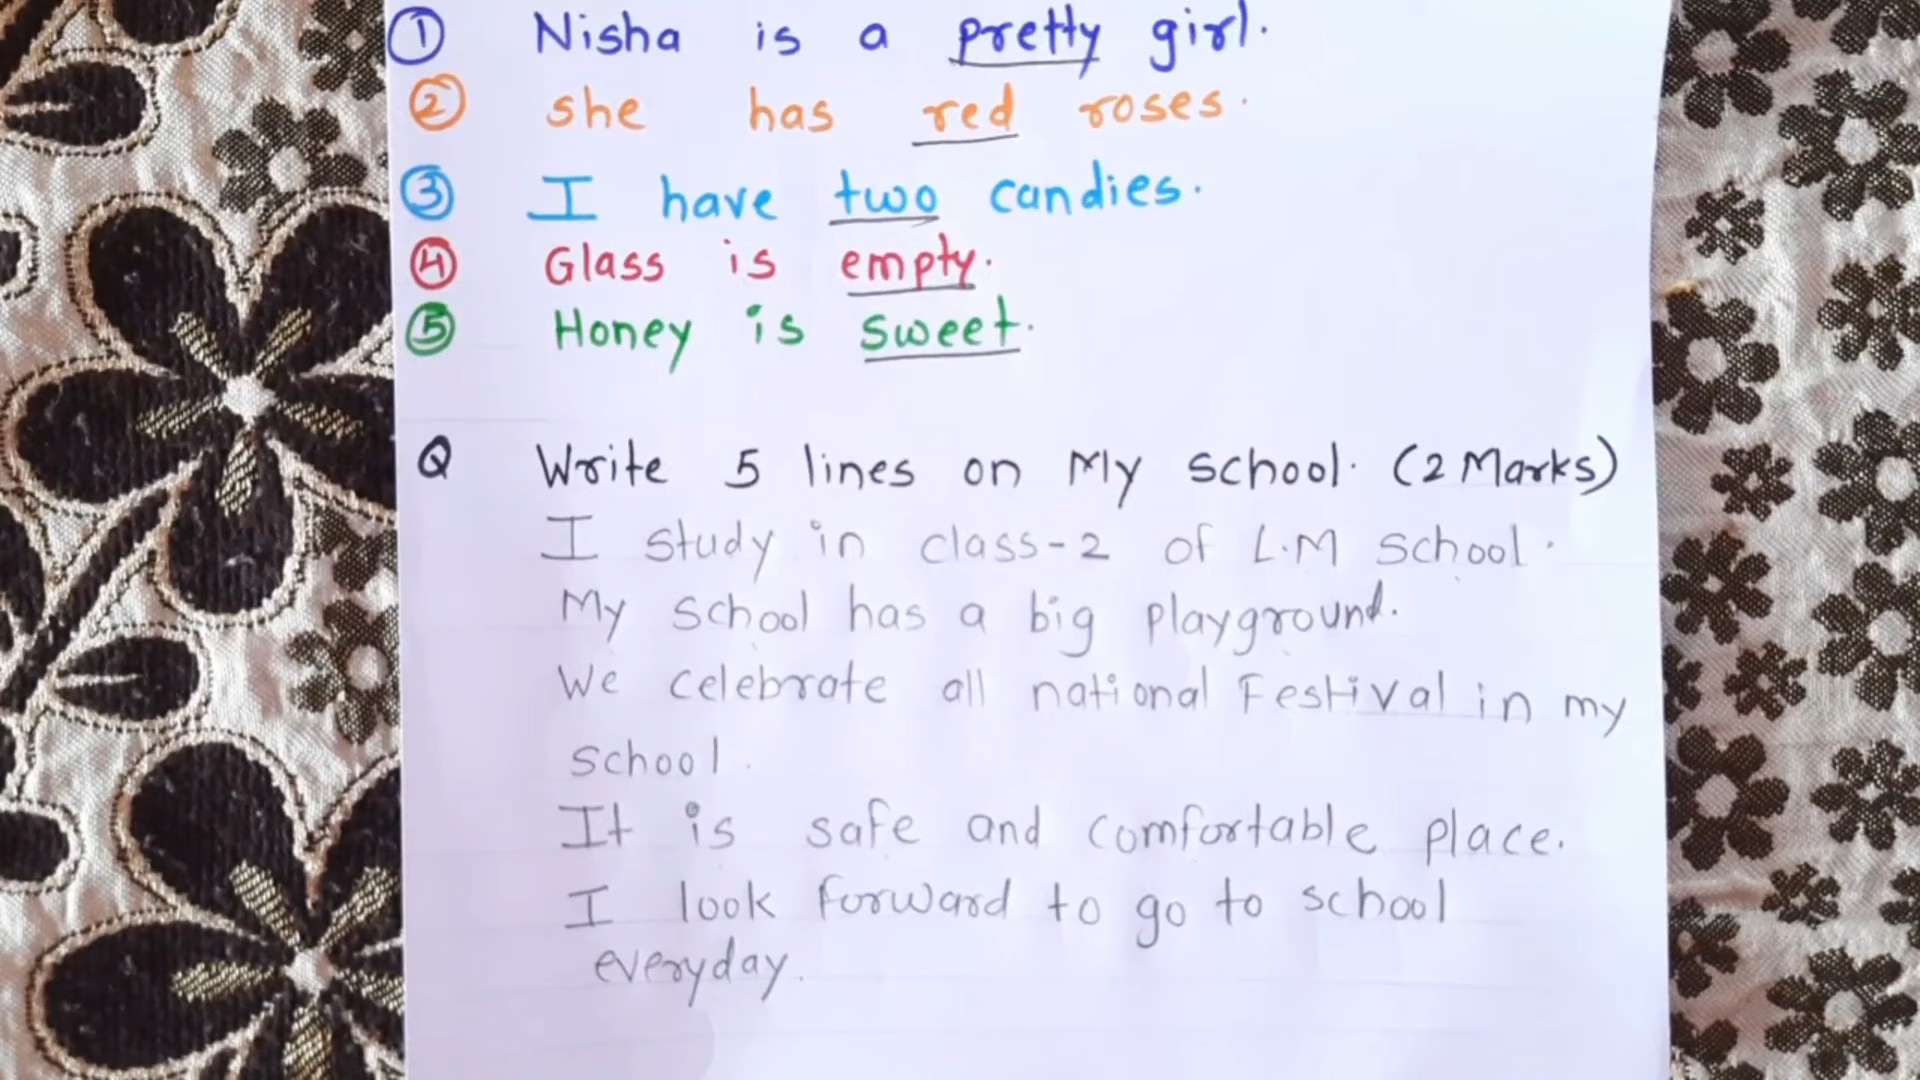 ① Nisha is a pretty girl.
② she has red roses.
③ I have two candies.
④ Glass is empty.
⑤ Honey is sweet.
Q Write 5 lines on My school. (2 Marks)
I study in class-2 of L.M school.
My school has a big playground.
We celebrate all national Festival in my
school.
It is safe and comfortable place.
I look forward to go to school
everyday.